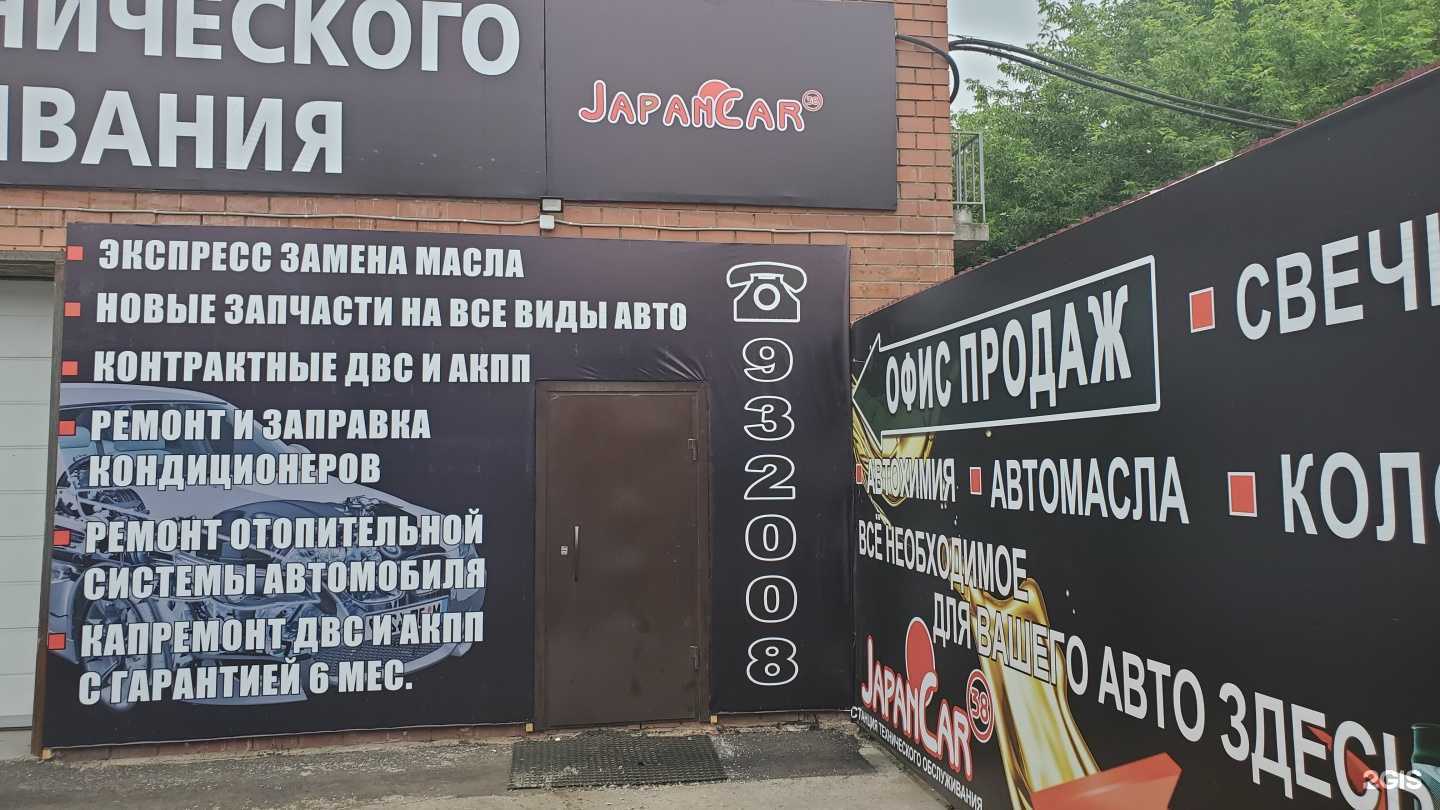 НИЧЕСКОГО
ИВАНИЯ
JAPANCAR 38
ЭКСПРЕСС ЗАМЕНА МАСЛА
НОВЫЕ ЗАПЧАСТИ НА ВСЕ ВИДЫ АВТО
КОНТРАКТНЫЕ ДВС И АКПП
РЕМОНТ И ЗАПРАВКА
КОНДИЦИОНЕРОВ
РЕМОНТ ОТОПИТЕЛЬНОЙ
СИСТЕМЫ АВТОМОБИЛЯ
КАПРЕМОНТ ДВС И АКПП
С ГАРАНТИЕЙ 6 МЕС.
932008
СВЕЧИ
ОФИС ПРОДАЖ
АВТОХИМИЯ
АВТОМАСЛА
КОЛО
ВСЁ НЕОБХОДИМОЕ
ДЛЯ ВАШЕГО АВТО ЗДЕСЬ
JAPANCAR 38
СТАНЦИЯ ТЕХНИЧЕСКОГО ОБСЛУЖИВАНИЯ
2GIS